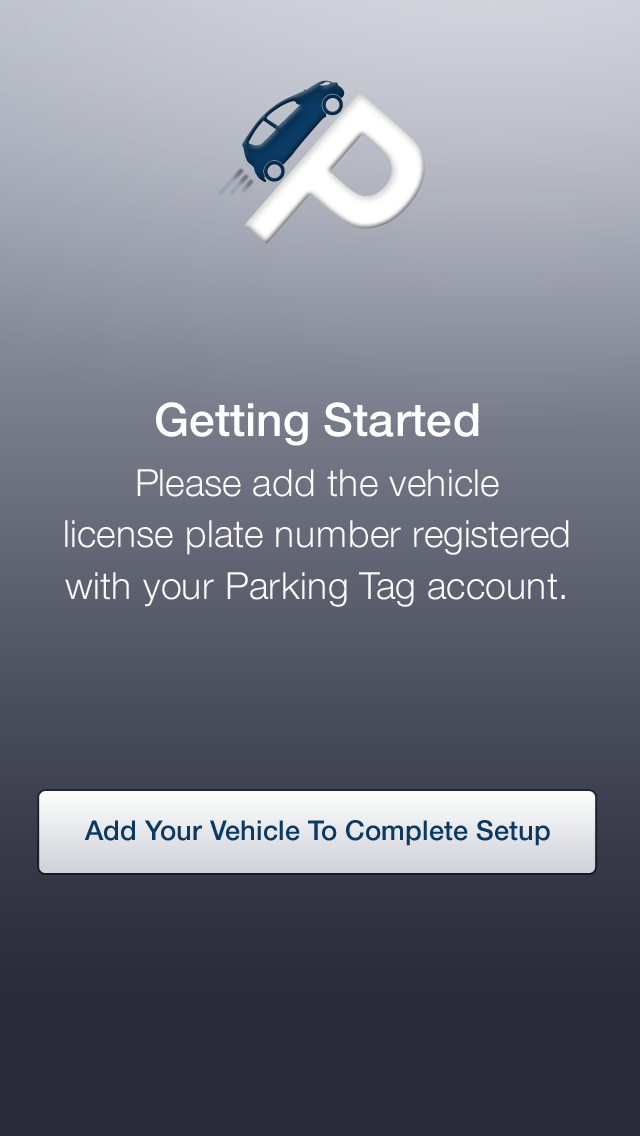 P
Getting Started
Please add the vehicle
license plate number registered
with your Parking Tag account.
Add Your Vehicle To Complete Setup